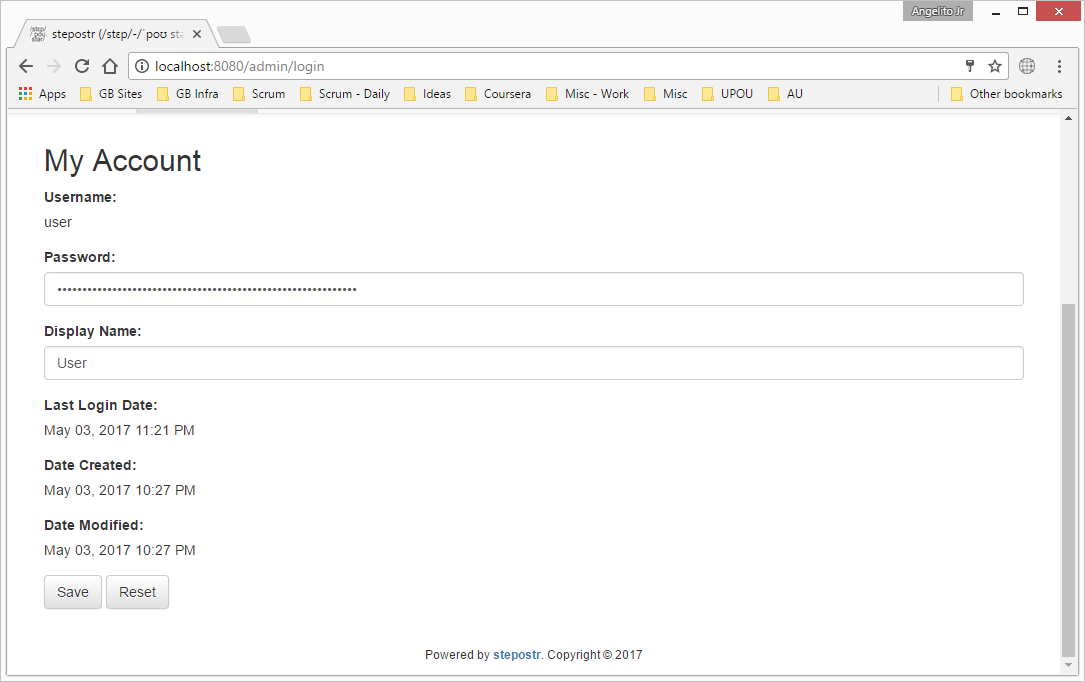 Angelito Jr
stepostr (/stɛp/-/ˈpoʊ sta
localhost:8080/admin/login
Apps GB Sites GB Infra Scrum Scrum - Daily Ideas Coursera Misc - Work Misc UPOU AU Other bookmarks
My Account
Username:
user
Password:
Display Name:
User
Last Login Date:
May 03, 2017 11:21 PM
Date Created:
May 03, 2017 10:27 PM
Date Modified:
May 03, 2017 10:27 PM
Save Reset
Powered by stepostr. Copyright © 2017